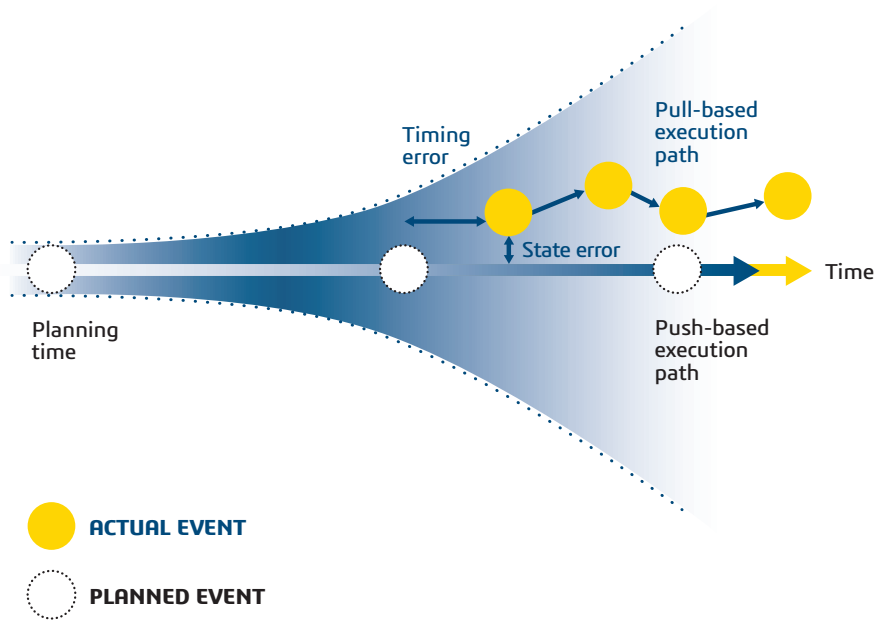 Timing
error
Pull-based
execution
path
State error
Time
Planning
time
Push-based
execution
path
ACTUAL EVENT
PLANNED EVENT